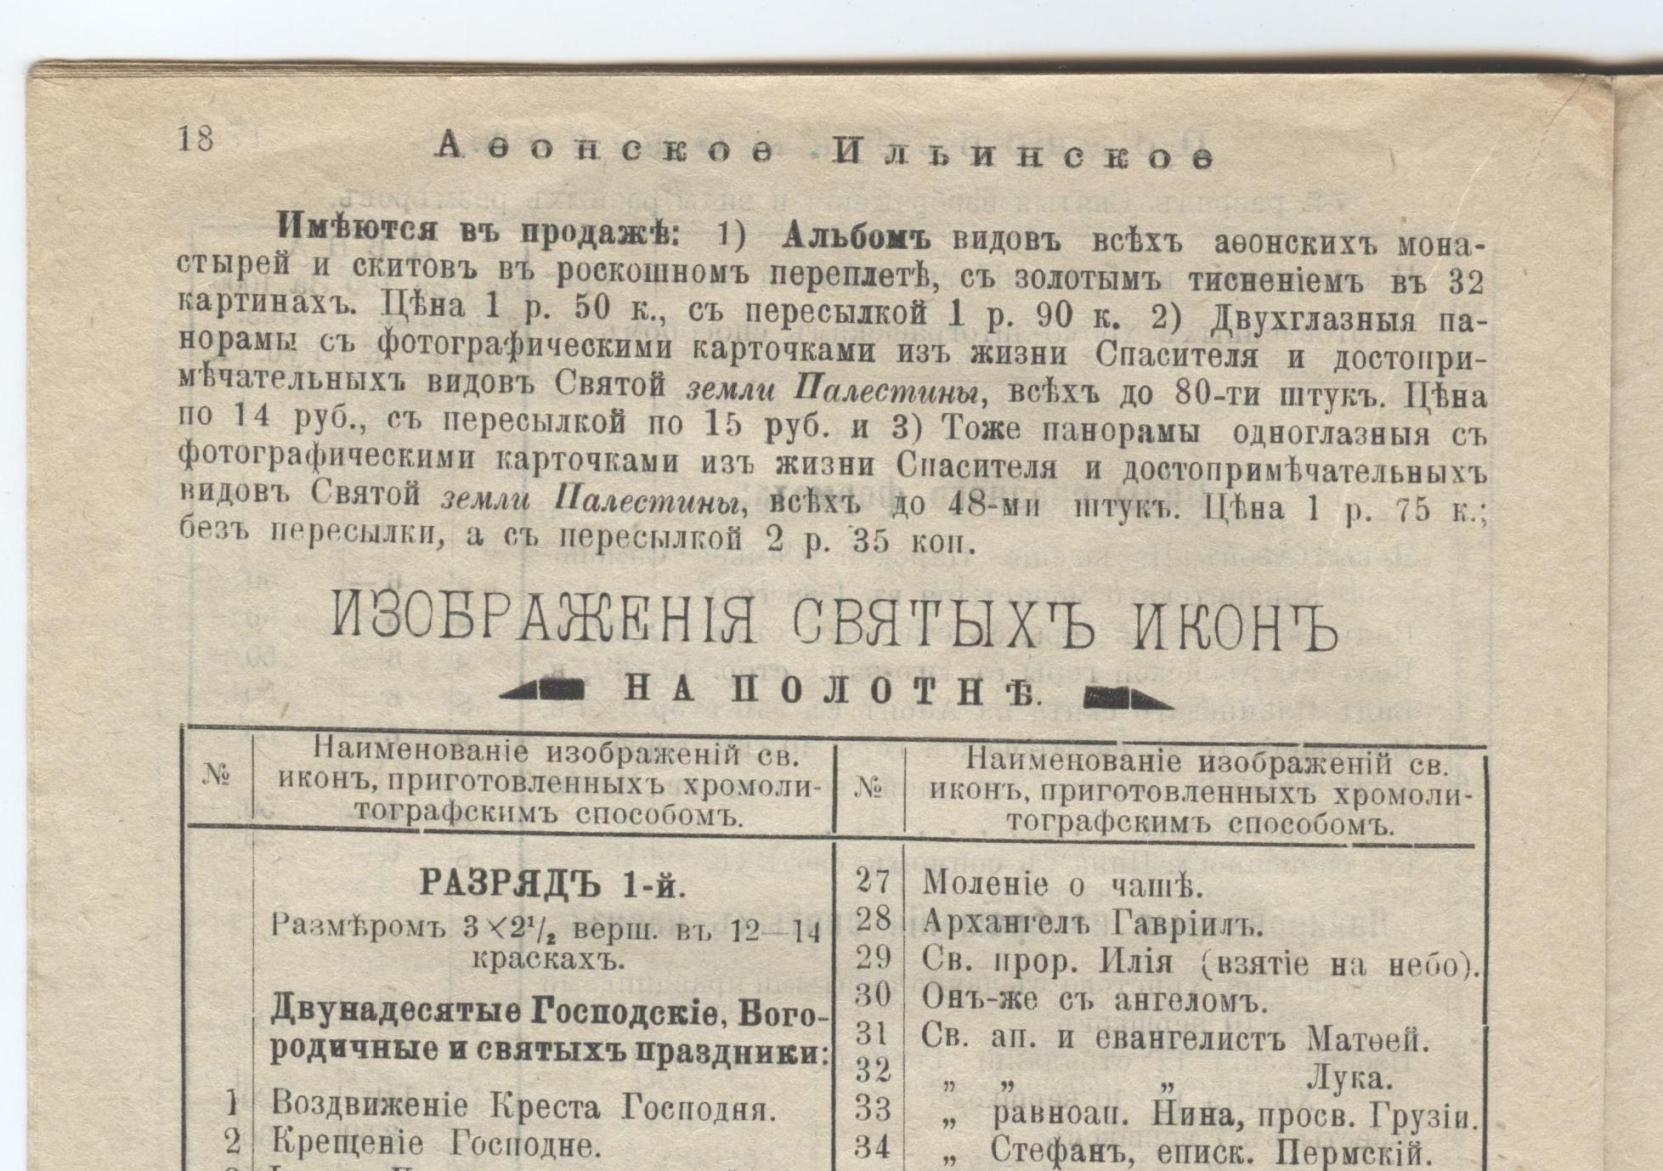 18
Аѳонское Ильинское
Имѣются въ продажѣ: 1) Альбомъ видовъ всѣхъ аѳонскихъ мона-
стырей и скитовъ въ роскошномъ переплетѣ, съ золотымъ тисненіемъ въ 32
картинахъ. Цѣна 1 р. 50 к., съ пересылкой 1 р. 90 к. 2) Двухглазныя па-
норамы съ фотографическими карточками изъ жизни Спасителя и достопри-
мѣчательныхъ видовъ Святой земли Палестины, всѣхъ до 80-ти штукъ. Цѣна
по 14 руб., съ пересылкой по 15 руб. и 3) Тоже панорамы одноглазныя съ
фотографическими карточками изъ жизни Спасителя и достопримѣчательныхъ
видовъ Святой земли Палестины, всѣхъ до 48-ми штукъ. Цѣна 1 р. 75 к.;
безъ пересылки, а съ пересылкой 2 р. 35 коп.
ИЗОБРАЖЕНІЯ СВЯТЫХЪ ИКОНЪ
НА ПОЛОТНѢ.
№
Наименованіе изображеній св.
иконъ, приготовленныхъ хромоли-
тографскимъ способомъ.
РАЗРЯДЪ 1-й.
Размѣромъ 3×2¹/₂ верш. въ 12—14
краскахъ.
Двунадесятые Господскіе, Бого-
родичные и святыхъ праздники:
1 Воздвиженіе Креста Господня.
2 Крещеніе Господне.
№
Наименованіе изображеній св.
иконъ, приготовленныхъ хромоли-
тографскимъ способомъ.
27 Моленіе о чашѣ.
28 Архангелъ Гавріилъ.
29 Св. прор. Илія (взятіе на небо).
30 Онъ-же съ ангеломъ.
31 Св. ап. и евангелистъ Матѳей.
32 „ „ „ Лука.
33 „ равноап. Нина, просв. Грузіи.
34 „ Стефанъ, еписк. Пермскій.